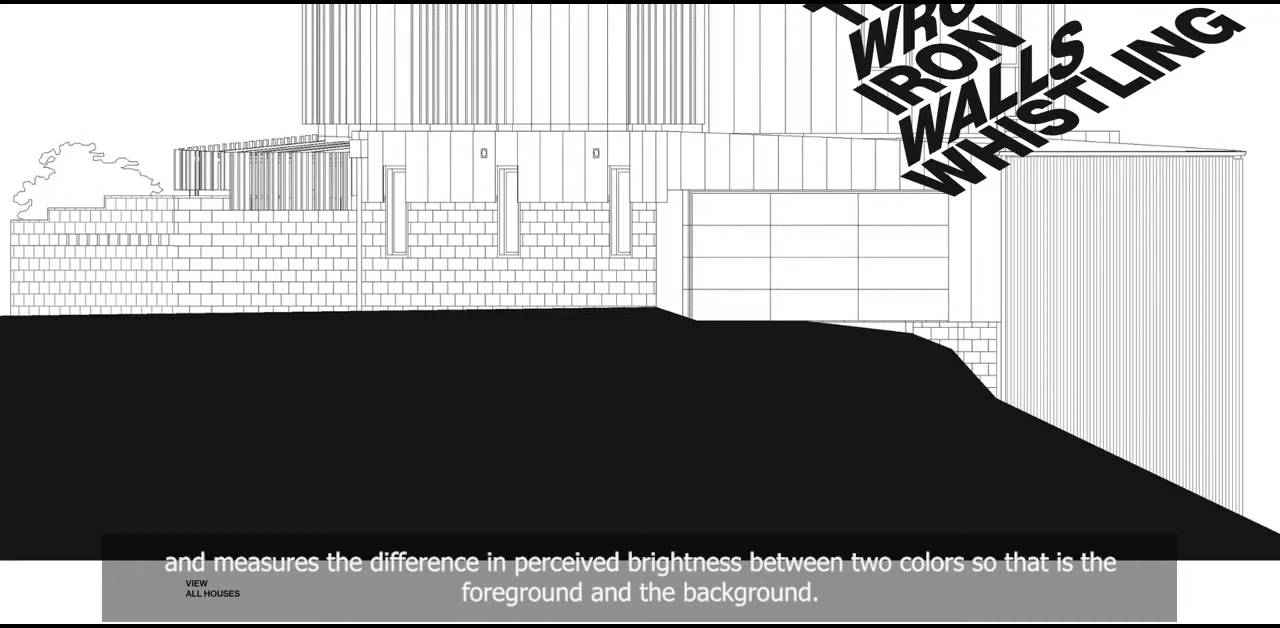 IRON
WALLS
WHISTLING
and measures the difference in perceived brightness between two colors so that is the
foreground and the background.
VIEW
ALL HOUSES